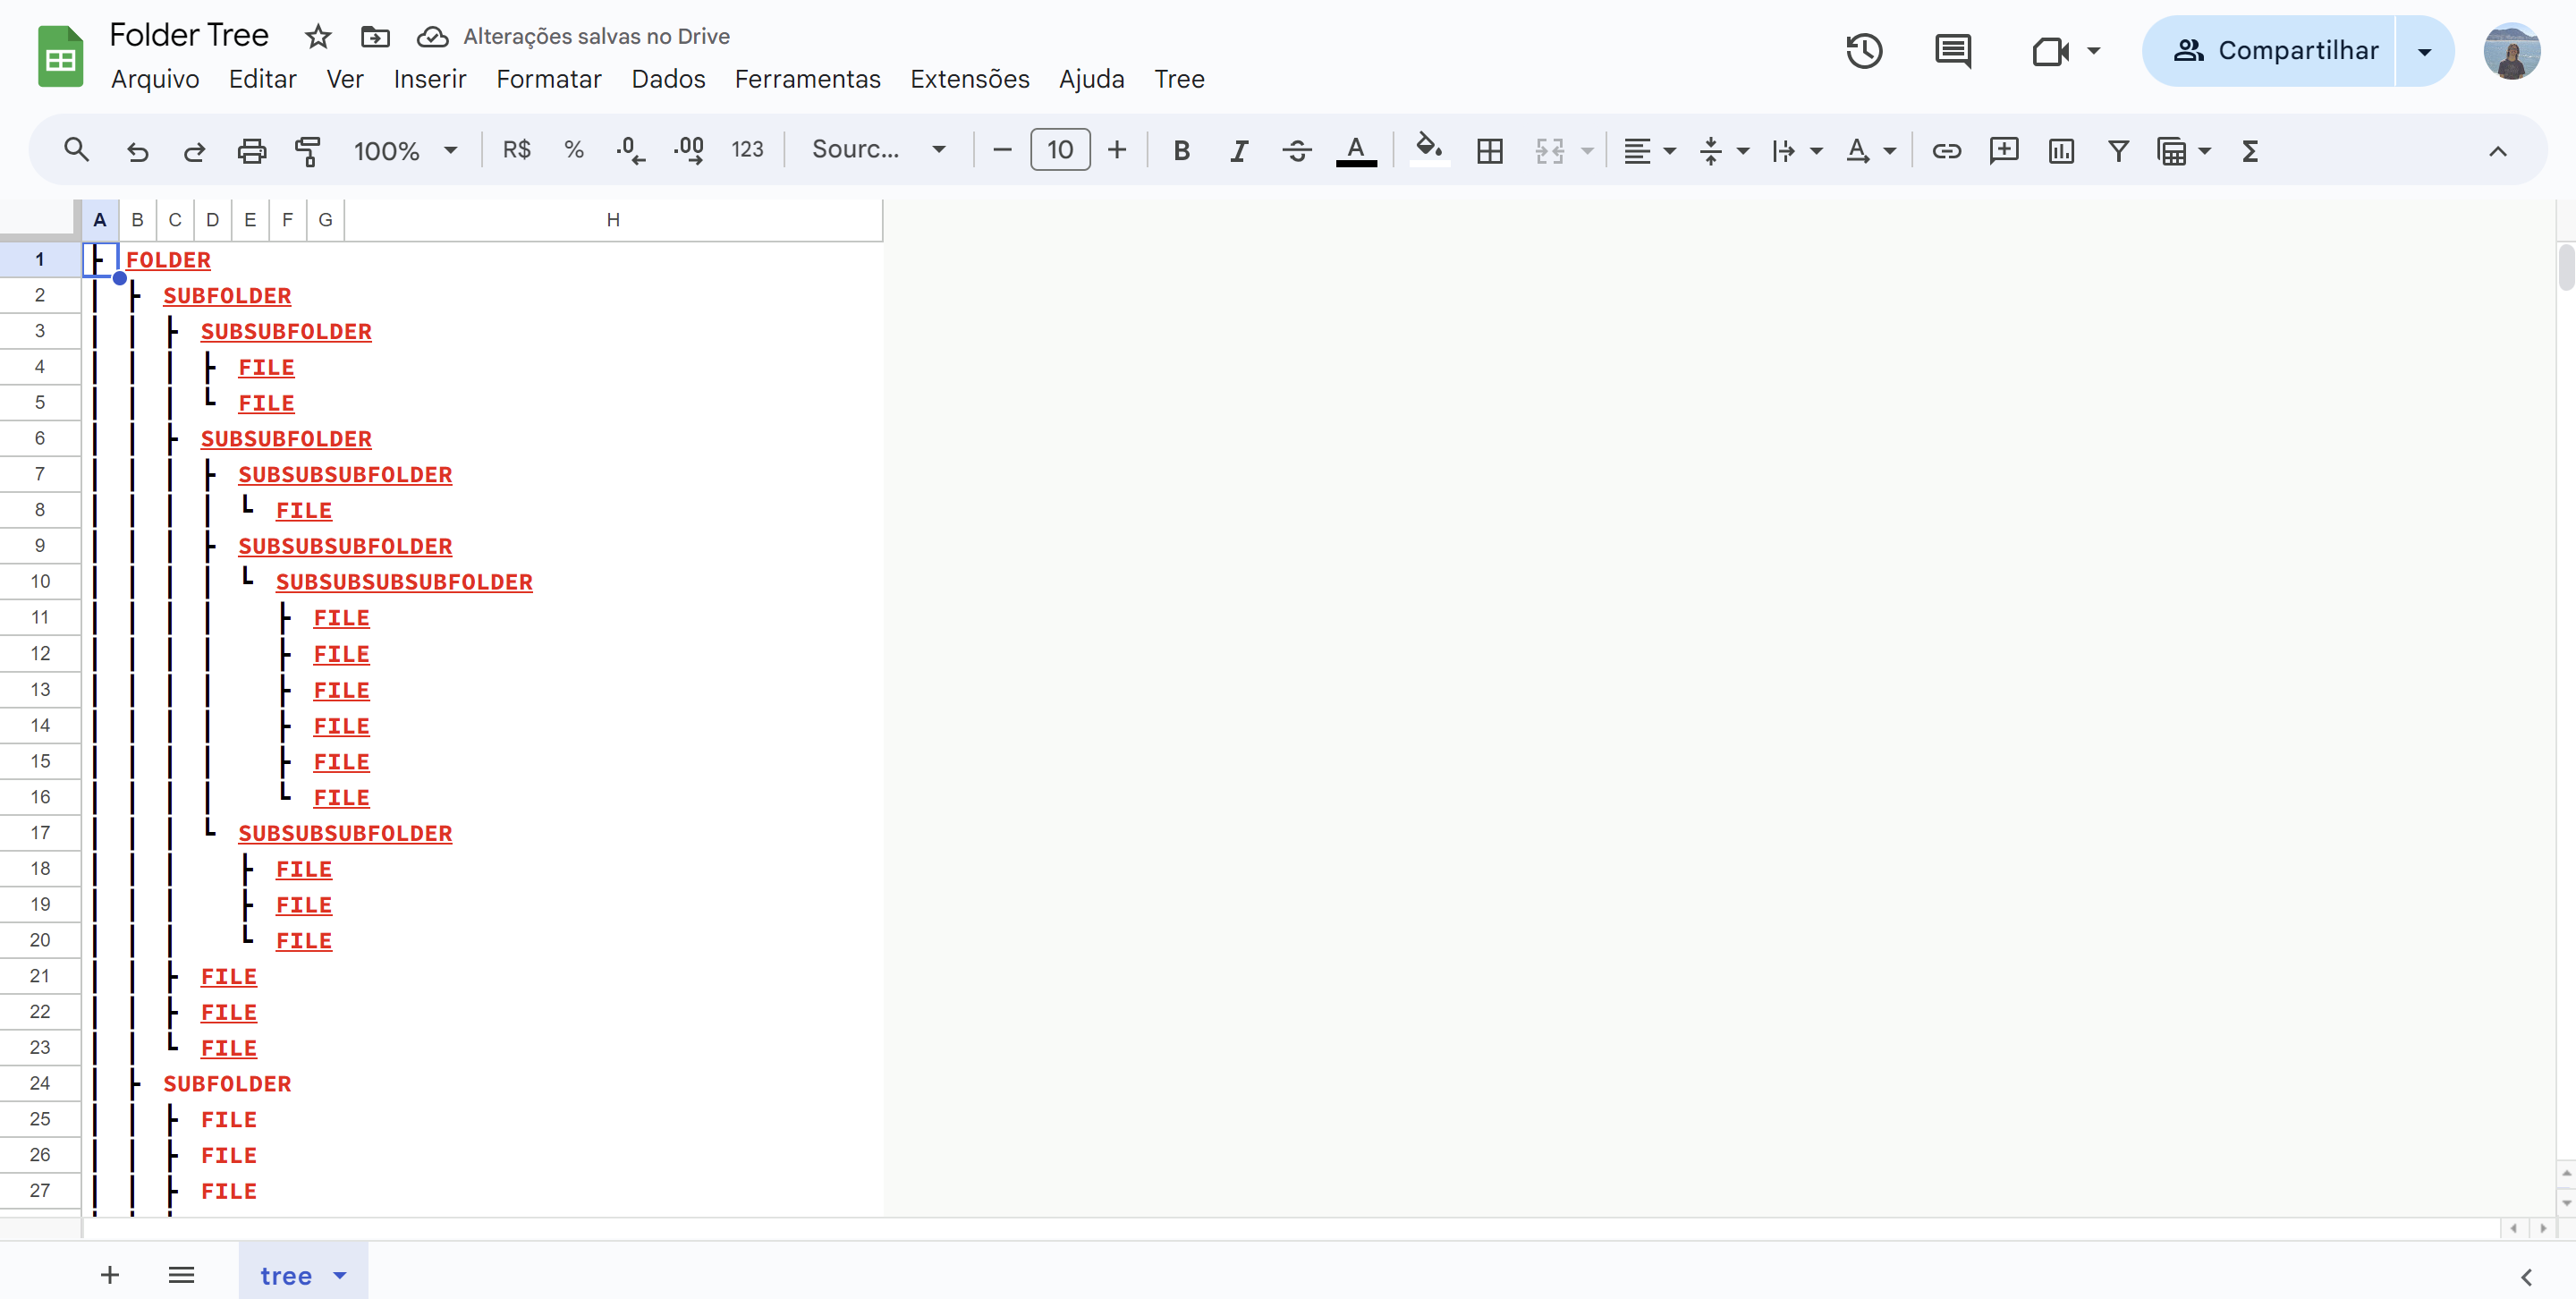 Folder Tree Alterações salvas no Drive
Arquivo Editar Ver Inserir Formatar Dados Ferramentas Extensões Ajuda Tree
Compartilhar
100% R$ % .0 .00 123 Sourc... 10 B I A Σ
A B C D E F G H
1 ├ FOLDER
2 │ ├ SUBFOLDER
3 │ │ ├ SUBSUBFOLDER
4 │ │ │ ├ FILE
5 │ │ │ └ FILE
6 │ │ ├ SUBSUBFOLDER
7 │ │ │ ├ SUBSUBSUBFOLDER
8 │ │ │ │ └ FILE
9 │ │ │ ├ SUBSUBSUBFOLDER
10 │ │ │ │ └ SUBSUBSUBSUBFOLDER
11 │ │ │ │   ├ FILE
12 │ │ │ │   ├ FILE
13 │ │ │ │   ├ FILE
14 │ │ │ │   ├ FILE
15 │ │ │ │   ├ FILE
16 │ │ │ │   └ FILE
17 │ │ │ └ SUBSUBSUBFOLDER
18 │ │ │   ├ FILE
19 │ │ │   ├ FILE
20 │ │ │   └ FILE
21 │ │ ├ FILE
22 │ │ ├ FILE
23 │ │ └ FILE
24 │ ├ SUBFOLDER
25 │ │ ├ FILE
26 │ │ ├ FILE
27 │ │ ├ FILE
tree